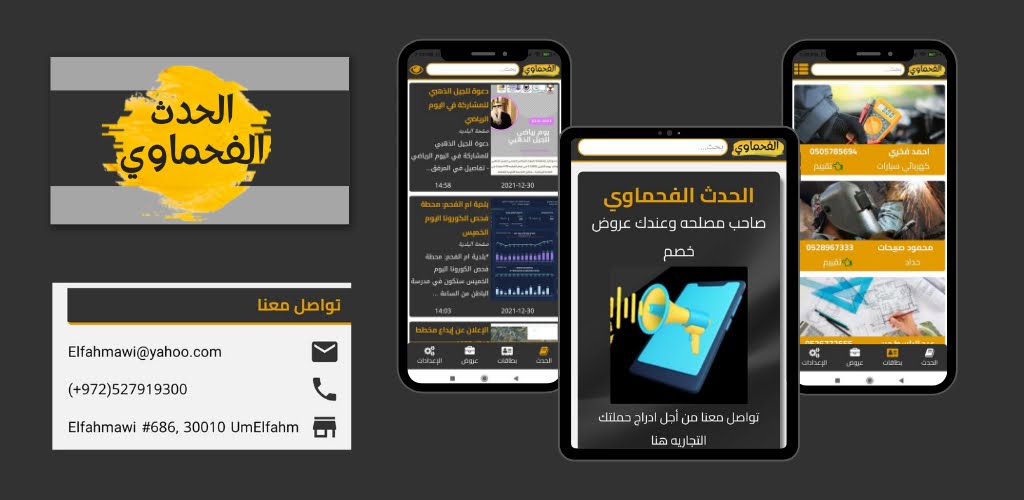 الحدث
الفحماوي
تواصل معنا
Elfahmawi@yahoo.com
(+972)527919300
Elfahmawi #686, 30010 UmElfahm
بحث...
الفحماوي
دعوة للجيل الذهبي
للمشاركة في اليوم
الرياضي
صفحة البلدية
دعوة للجيل الذهبي
للمشاركة في اليوم الرياضي
- تفاصيل في المرفق...
14:58
2021-12-30
يوم رياضي
للجيل الذهبي
بلدية ام الفحم: محطة
فحص الكورونا اليوم
الخميس
صفحة البلدية
*بلدية ام الفحم: محطة
فحص الكورونا اليوم
الخميس ستكون في مدرسة
الباطن من الساعة ...
14:03
2021-12-30
الإعلان عن إيداع مخطط
الحدث
بطاقات
عروض
الإعدادات
بحث...
الفحماوي
الحدث الفحماوي
صاحب مصلحه وعندك عروض
خصم
تواصل معنا من أجل ادراج حملتك
التجاريه هنا
بحث...
الفحماوي
احمد فخري
0505785694
كهربائي سيارات
تقييم
محمود صبيحات
0528967333
حداد
تقييم
الحدث
بطاقات
عروض
الإعدادات